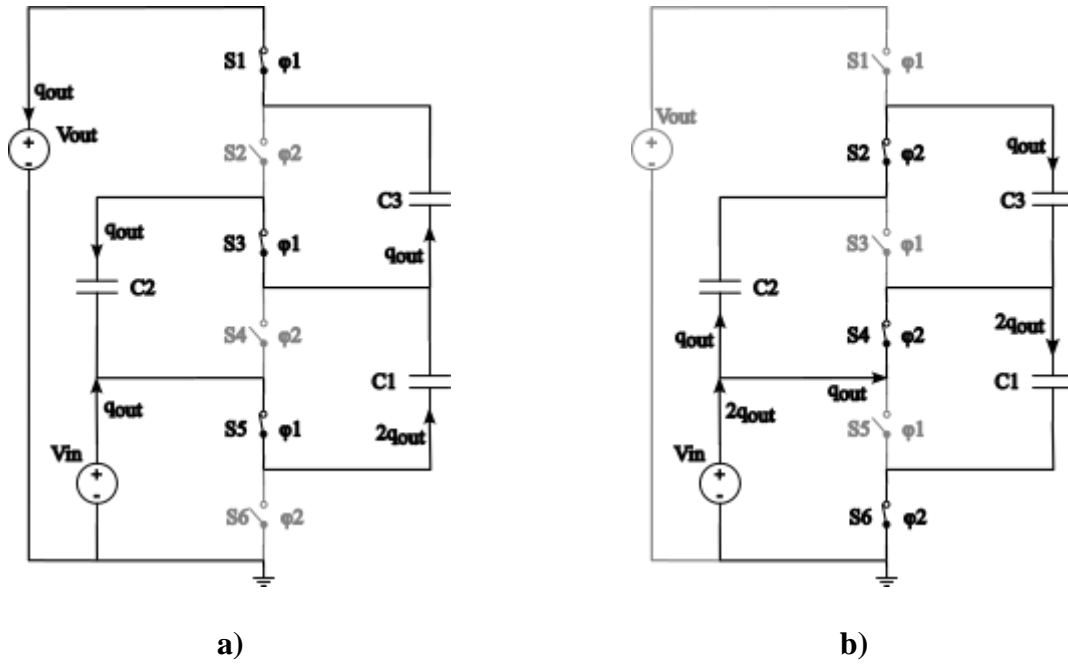 S1 φ1
qout
Vout
S2 φ2
C3
qout
S3 φ1
qout
C2
S4 φ2
C1
qout
S5 φ1
2qout
Vin
S6 φ2
a)
S1 φ1
Vout
S2 φ2
qout
C3
S3 φ1
C2
2qout
S4 φ2
qout
C1
qout
2qout
S5 φ1
Vin
S6 φ2
b)